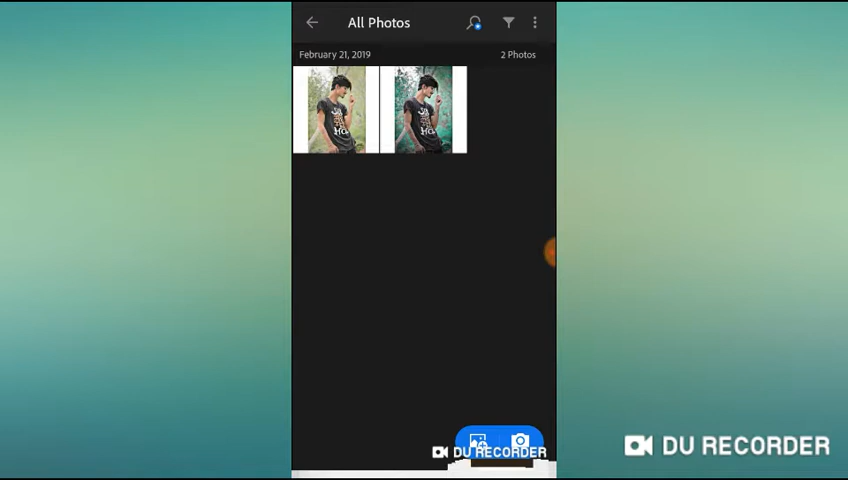 All Photos
February 21, 2019
2 Photos
DU RECORDER
DU RECORDER